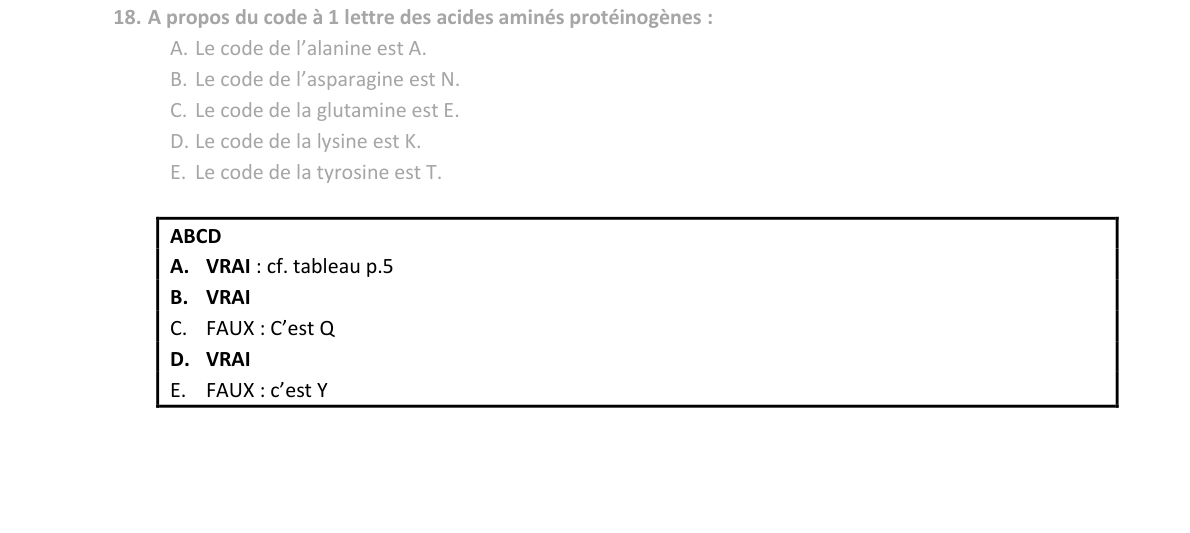 18. A propos du code à 1 lettre des acides aminés protéinogènes :
A. Le code de l’alanine est A.
B. Le code de l’asparagine est N.
C. Le code de la glutamine est E.
D. Le code de la lysine est K.
E. Le code de la tyrosine est T.
ABCD
A. VRAI : cf. tableau p.5
B. VRAI
C. FAUX : C’est Q
D. VRAI
E. FAUX : c’est Y